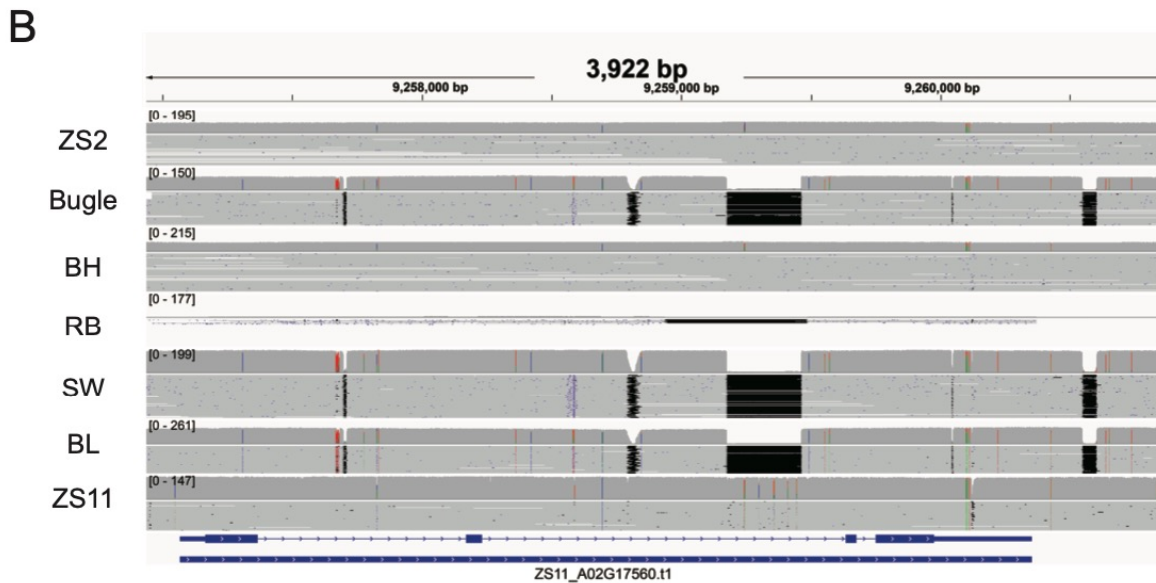 B
3,922 bp
9,258,000 bp 9,259,000 bp 9,260,000 bp
[0 - 195]
ZS2
[0 - 150]
Bugle
[0 - 215]
BH
[0 - 177]
RB
[0 - 199]
SW
[0 - 261]
BL
[0 - 147]
ZS11
ZS11_A02G17560.t1